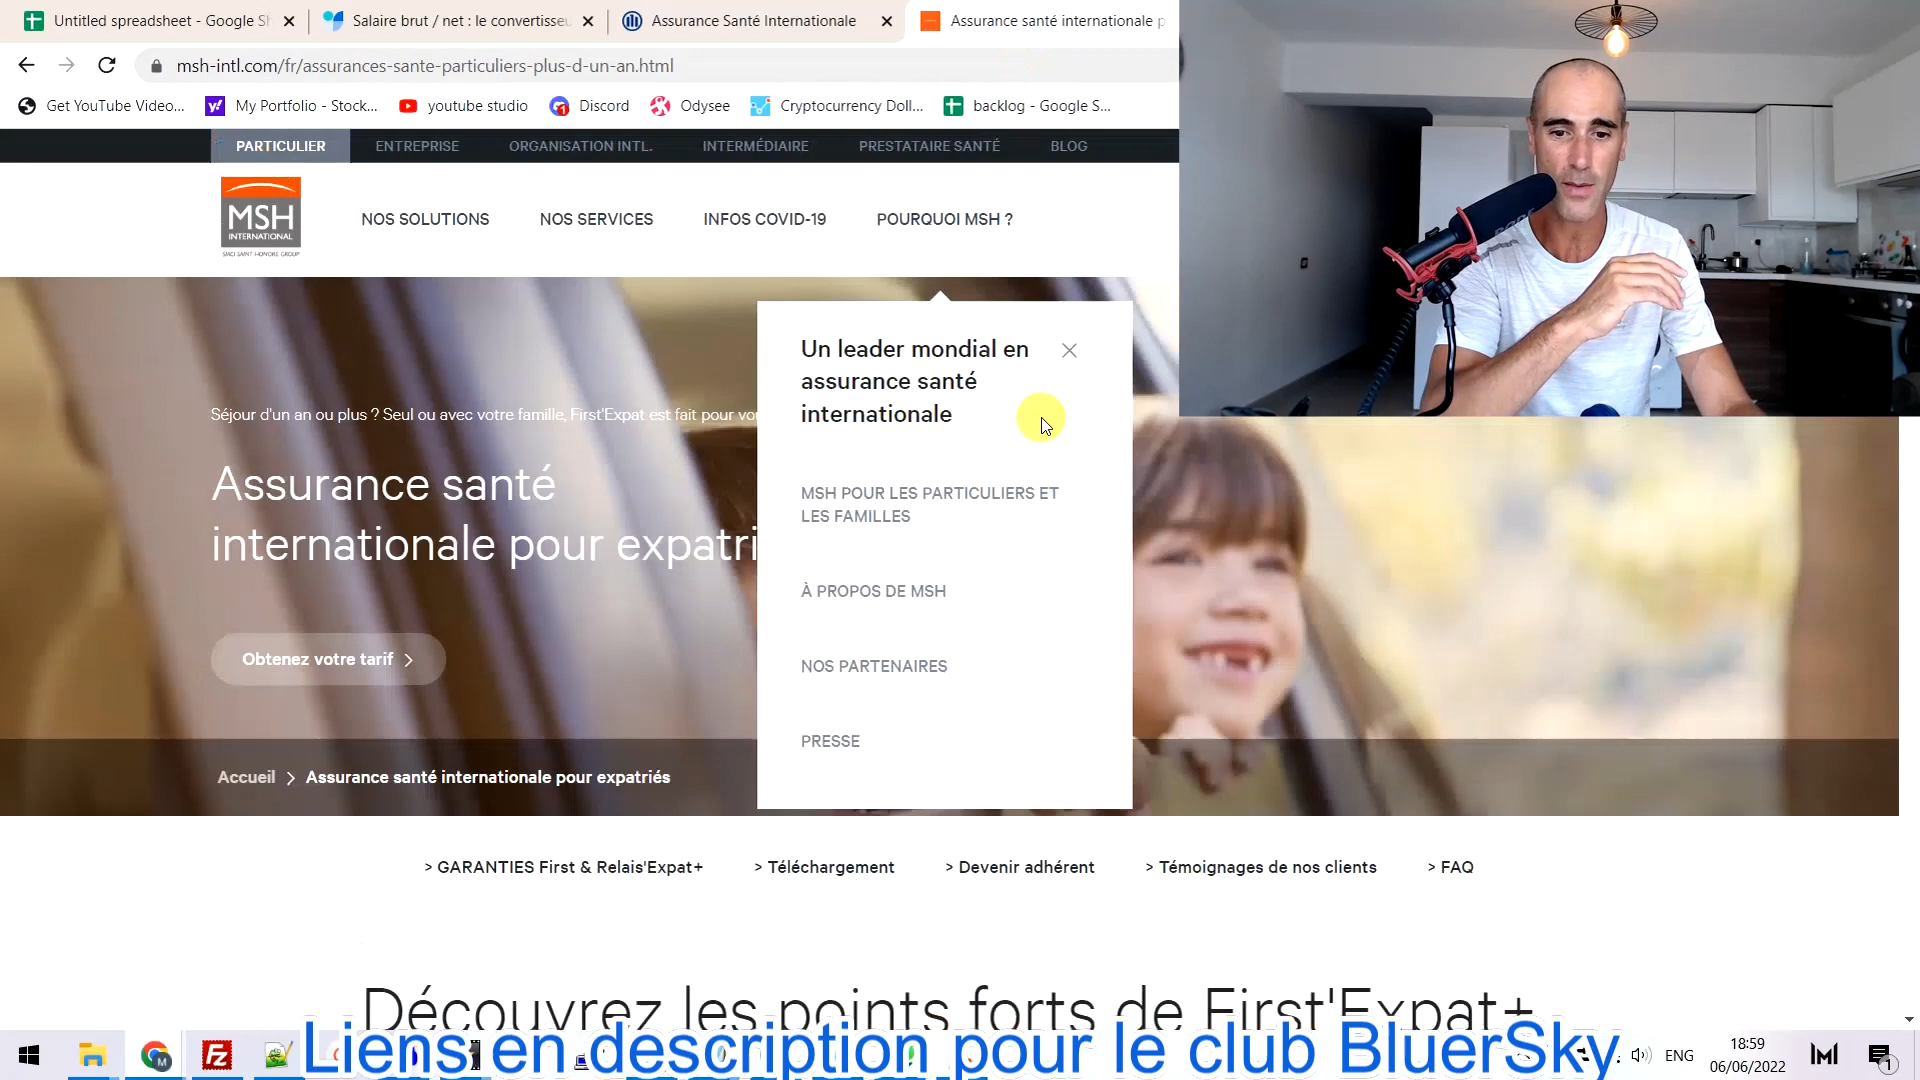 Untitled spreadsheet - Google Sh
Salaire brut / net : le convertisseu
Assurance Santé Internationale
Assurance santé internationale p
msh-intl.com/fr/assurances-sante-particuliers-plus-d-un-an.html
Get YouTube Video...
My Portfolio - Stock...
youtube studio
Discord
Odysee
Cryptocurrency Doll...
backlog - Google S...
PARTICULIER
ENTREPRISE
ORGANISATION INTL.
INTERMÉDIAIRE
PRESTATAIRE SANTÉ
BLOG
MSH
INTERNATIONAL
SIACI SAINT HONORE GROUP
NOS SOLUTIONS
NOS SERVICES
INFOS COVID-19
POURQUOI MSH ?
Un leader mondial en
assurance santé
internationale
MSH POUR LES PARTICULIERS ET
LES FAMILLES
À PROPOS DE MSH
NOS PARTENAIRES
PRESSE
Séjour d'un an ou plus ? Seul ou avec votre famille, First'Expat est fait pour vou
Assurance santé
internationale pour expatri
Obtenez votre tarif >
Accueil > Assurance santé internationale pour expatriés
> GARANTIES First & Relais'Expat+
> Téléchargement
> Devenir adhérent
> Témoignages de nos clients
> FAQ
Découvrez les points forts de First'Expat+
Liens en description pour le club BluerSky
ENG
18:59
06/06/2022
1